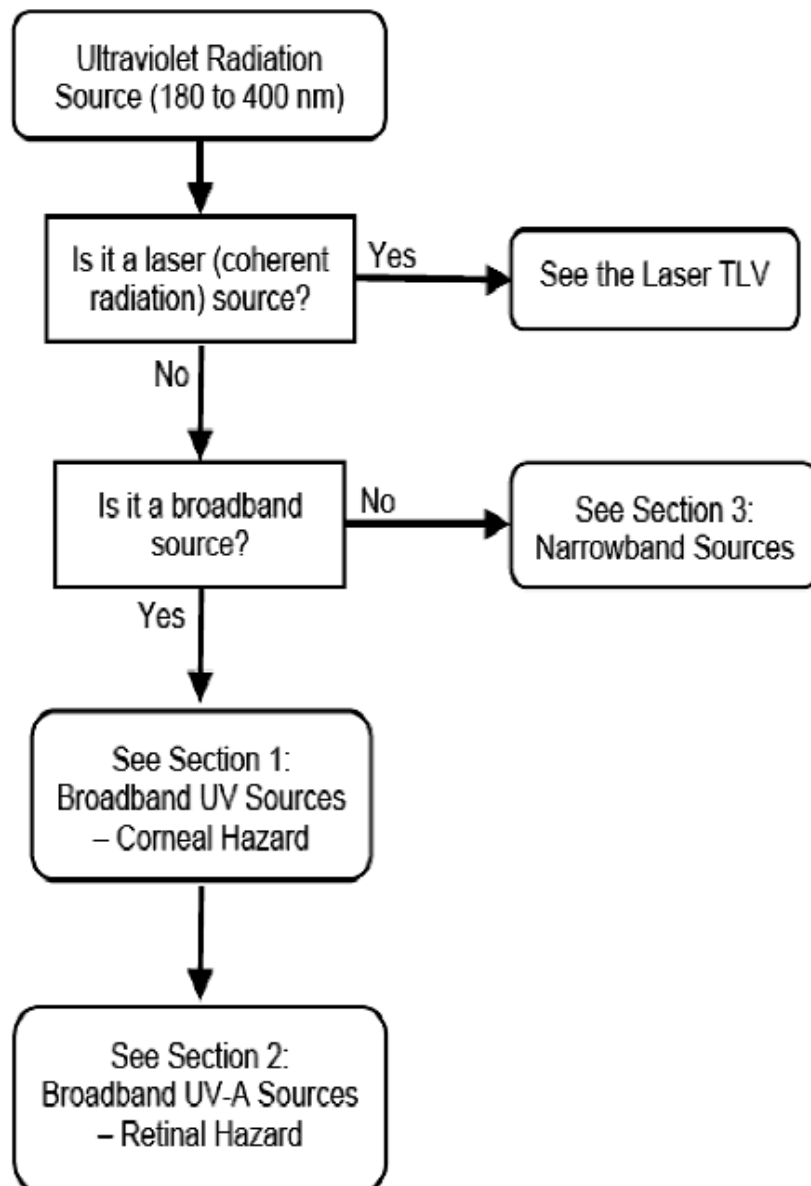 Ultraviolet Radiation
Source (180 to 400 nm)
Is it a laser (coherent
radiation) source?
Yes
See the Laser TLV
No
Is it a broadband
source?
No
See Section 3:
Narrowband Sources
Yes
See Section 1:
Broadband UV Sources
– Corneal Hazard
See Section 2:
Broadband UV-A Sources
– Retinal Hazard